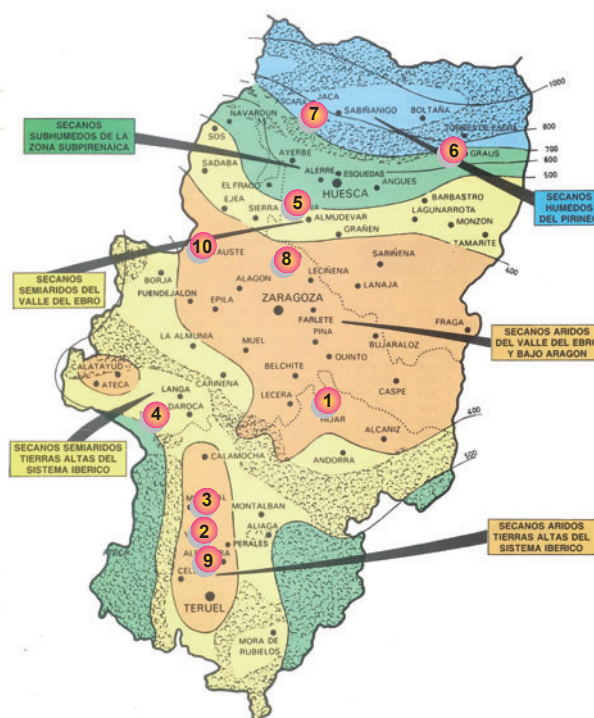 1000
JACA
7
SABIÑANIGO
BOLTAÑA
NAVARDUN
800
SOS
6
GRAUS
700
600
500
SECANOS
SUBHUMEDOS DE LA
ZONA SUBPIRENAICA
AYERBE
SADABA
ALERRE
ESQUEDAS
HUESCA
ANGUES
EL FRAGO
EJEA
SIERRA
5
ALMUDEVAR
BARBASTRO
LAGUNARROTA
MONZON
GRAÑEN
TAMARITE
SECANOS
HUMEDOS
DEL PIRINEO
10
TAUSTE
8
LECIÑENA
SARIÑENA
400
SECANOS
SEMIARIDOS DEL
VALLE DEL EBRO
BORJA
ALAGON
LANAJA
FUENDEJALON
EPILA
ZARAGOZA
FARLETE
PINA
FRAGA
BUJARALOZ
SECANOS ARIDOS
DEL VALLE DEL EBRO
Y BAJO ARAGON
LA ALMUNIA
MUEL
QUINTO
CALATAYUD
ATECA
CARIÑENA
BELCHITE
LANGA
DAROCA
4
LECERA
1
HIJAR
CASPE
ALCAÑIZ
400
SECANOS SEMIARIDOS
TIERRAS ALTAS DEL
SISTEMA IBERICO
CALAMOCHA
ANDORRA
500
3
MONTALBAN
2
ALIAGA
PERALES
9
SECANOS ARIDOS
TIERRAS ALTAS DEL
SISTEMA IBERICO
ATECA
TERUEL
MORA DE
RUBIELOS